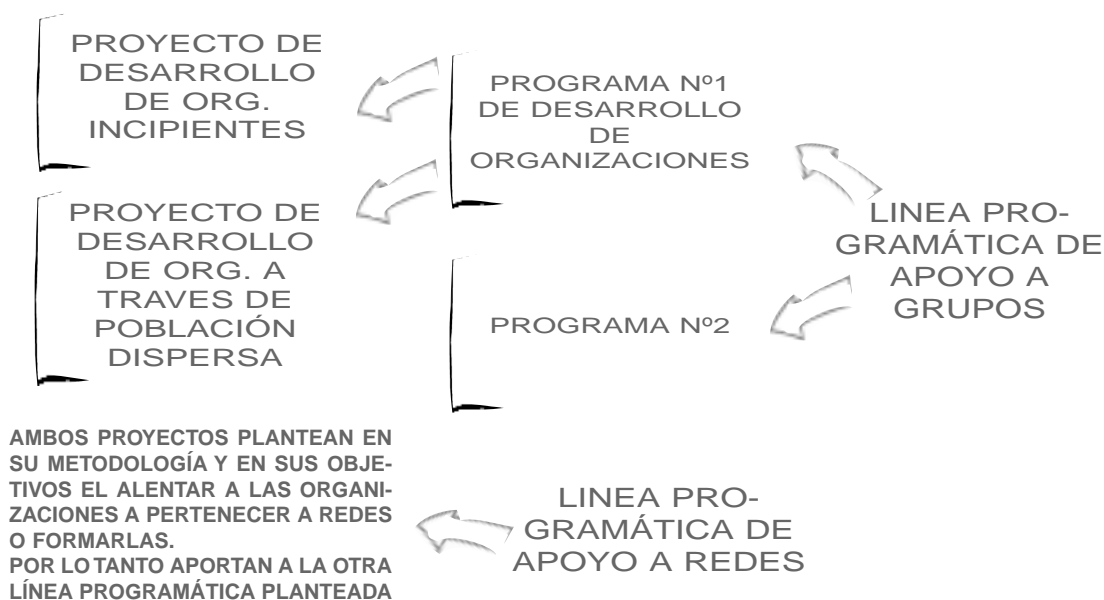 PROYECTO DE
DESARROLLO
DE ORG.
INCIPIENTES
PROYECTO DE
DESARROLLO
DE ORG. A
TRAVES DE
POBLACIÓN
DISPERSA
PROGRAMA Nº1
DE DESARROLLO
DE
ORGANIZACIONES
PROGRAMA Nº2
LINEA PRO-
GRAMÁTICA DE
APOYO A
GRUPOS
AMBOS PROYECTOS PLANTEAN EN
SU METODOLOGÍA Y EN SUS OBJE-
TIVOS EL ALENTAR A LAS ORGANI-
ZACIONES A PERTENECER A REDES
O FORMARLAS.
POR LO TANTO APORTAN A LA OTRA
LÍNEA PROGRAMÁTICA PLANTEADA
LINEA PRO-
GRAMÁTICA DE
APOYO A REDES